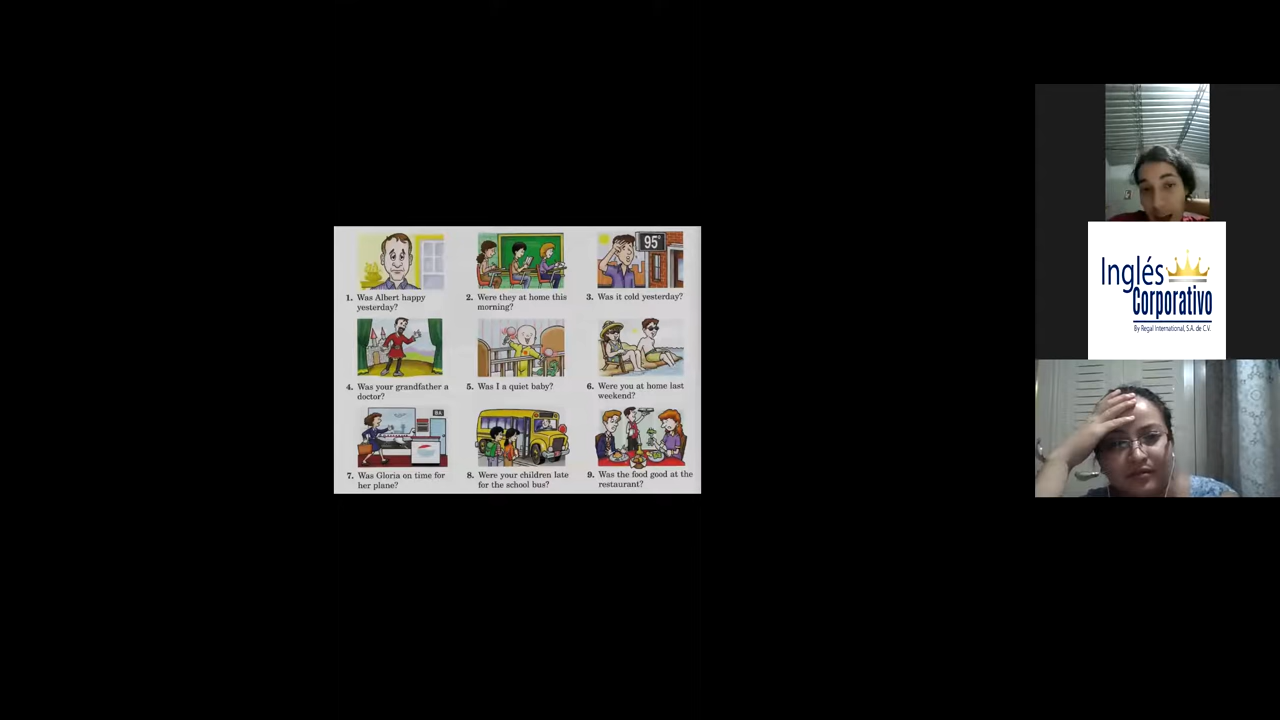 95°
1. Was Albert happy
yesterday?
2. Were they at home this
morning?
3. Was it cold yesterday?
4. Was your grandfather a
doctor?
5. Was I a quiet baby?
6. Were you at home last
weekend?
7. Was Gloria on time for
her plane?
8. Were your children late
for the school bus?
9. Was the food good at the
restaurant?
Inglés
Corporativo
By Regal International, S.A. de C.V.